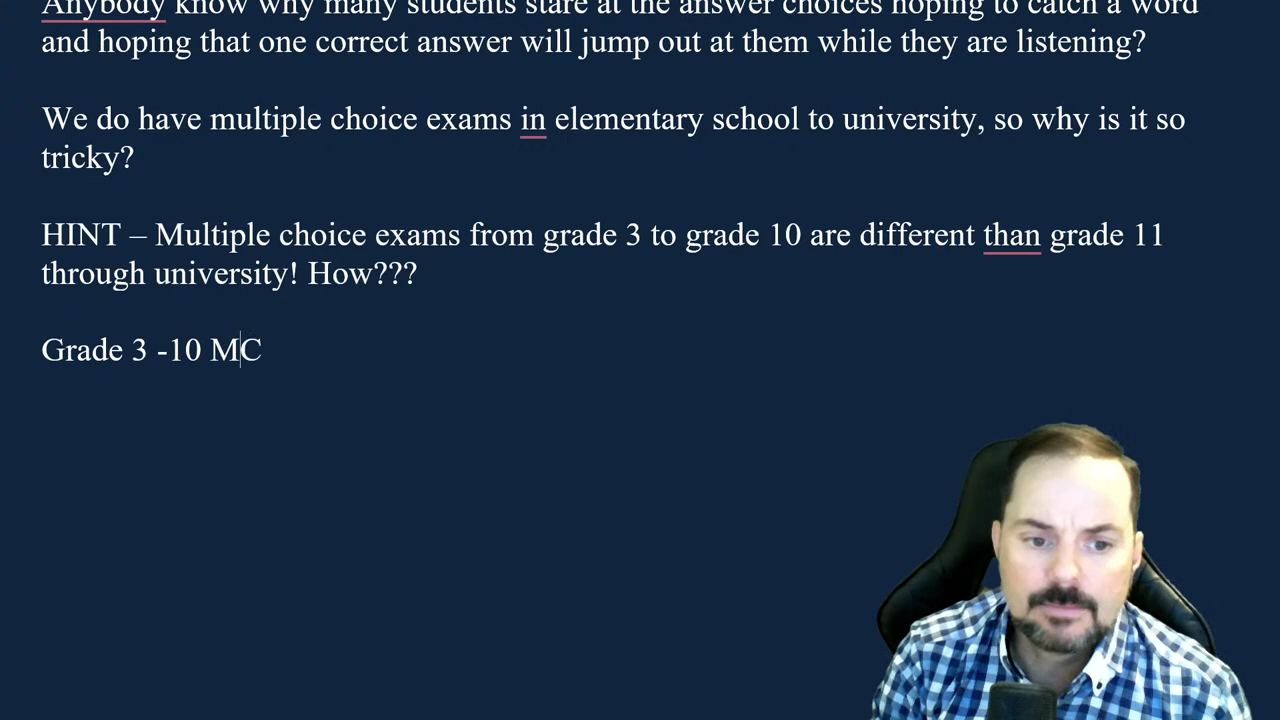 Anybody know why many students stare at the answer choices hoping to catch a word
and hoping that one correct answer will jump out at them while they are listening?
We do have multiple choice exams in elementary school to university, so why is it so
tricky?
HINT – Multiple choice exams from grade 3 to grade 10 are different than grade 11
through university! How???
Grade 3 -10 MC